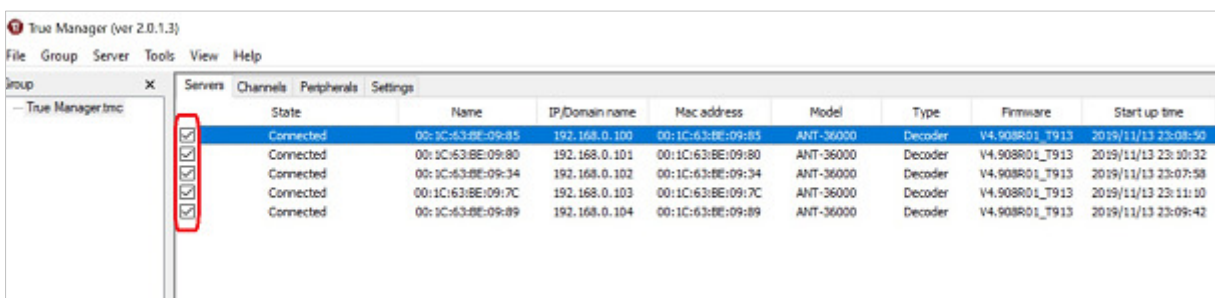 True Manager (ver 2.0.1.3)
File Group Server Tools View Help
Group × Servers Channels Peripherals Settings
True Manager.tmc State Name IP/Domain name Mac address Model Type Firmware Start up time
Connected 00:1C:63:BE:09:85 192.168.0.100 00:1C:63:BE:09:85 ANT-36000 Decoder V4.908R01_T913 2019/11/13 23:08:50
Connected 00:1C:63:BE:09:80 192.168.0.101 00:1C:63:BE:09:80 ANT-36000 Decoder V4.908R01_T913 2019/11/13 23:10:32
Connected 00:1C:63:BE:09:34 192.168.0.102 00:1C:63:BE:09:34 ANT-36000 Decoder V4.908R01_T913 2019/11/13 23:07:58
Connected 00:1C:63:BE:09:7C 192.168.0.103 00:1C:63:BE:09:7C ANT-36000 Decoder V4.908R01_T913 2019/11/13 23:11:10
Connected 00:1C:63:BE:09:89 192.168.0.104 00:1C:63:BE:09:89 ANT-36000 Decoder V4.908R01_T913 2019/11/13 23:09:42